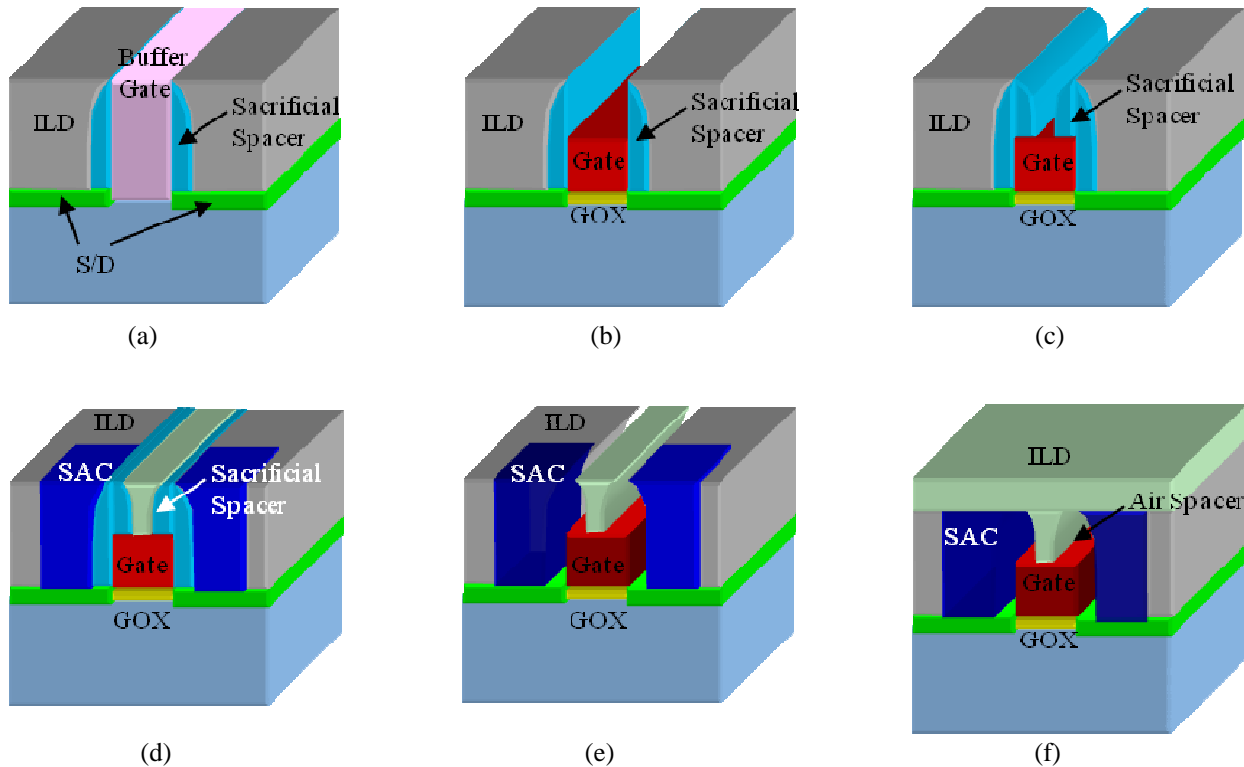 Buffer
Gate
ILD
Sacrificial
Spacer
S/D
(a)
ILD
Sacrificial
Spacer
Gate
GOX
(b)
ILD
Sacrificial
Spacer
Gate
GOX
(c)
ILD
SAC
Sacrificial
Spacer
Gate
GOX
(d)
ILD
SAC
Gate
GOX
(e)
ILD
Air Spacer
SAC
Gate
GOX
(f)